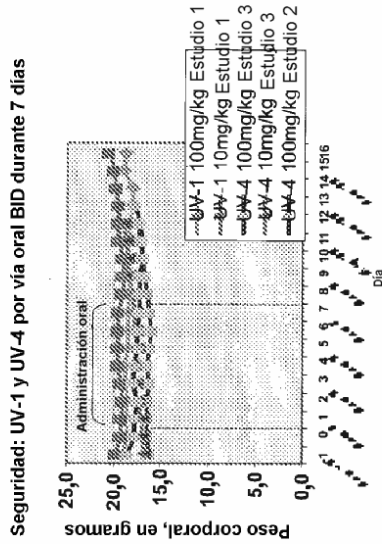 Seguridad: UV-1 y UV-4 por vía oral BID durante 7 días
Peso corporal, en gramos
25,0
20,0
15,0
10,0
5,0
0,0
Administración oral
UV-1 100mg/kg Estudio 1
UV-1 10mg/kg Estudio 1
UV-4 100mg/kg Estudio 3
UV-4 10mg/kg Estudio 3
UV-4 100mg/kg Estudio 2
-1 0 1 2 3 4 5 6 7 8 9 10 11 12 13 14 15 16
Día